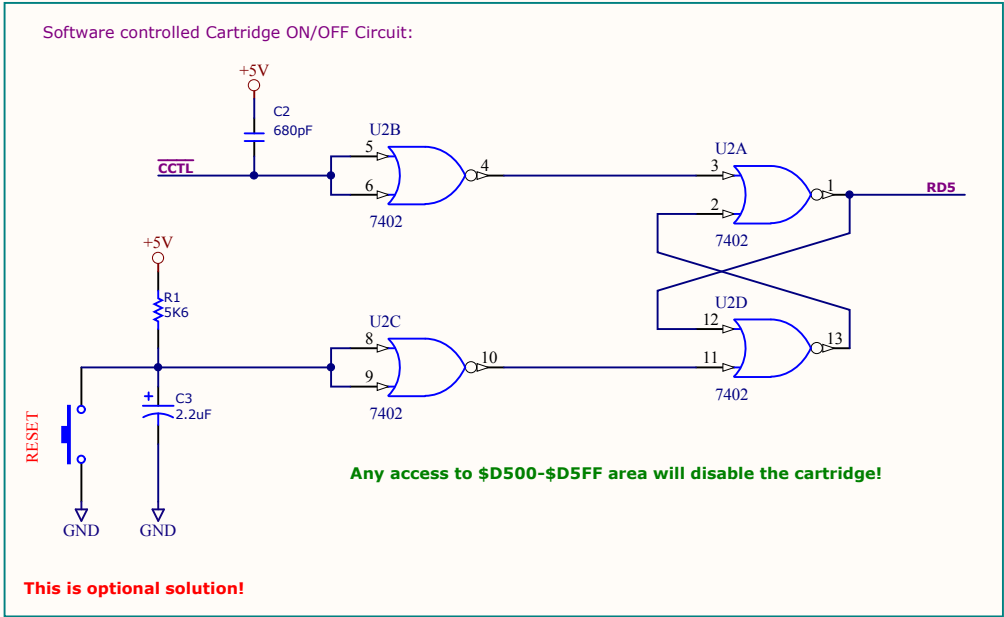 Software controlled Cartridge ON/OFF Circuit:
+5V
C2
680pF
CCTL
U2B
5
6
4
7402
U2A
3
2
1
7402
RD5
+5V
R1
5K6
U2C
8
9
10
7402
U2D
12
11
13
7402
RESET
+
C3
2.2uF
GND
GND
Any access to $D500-$D5FF area will disable the cartridge!
This is optional solution!